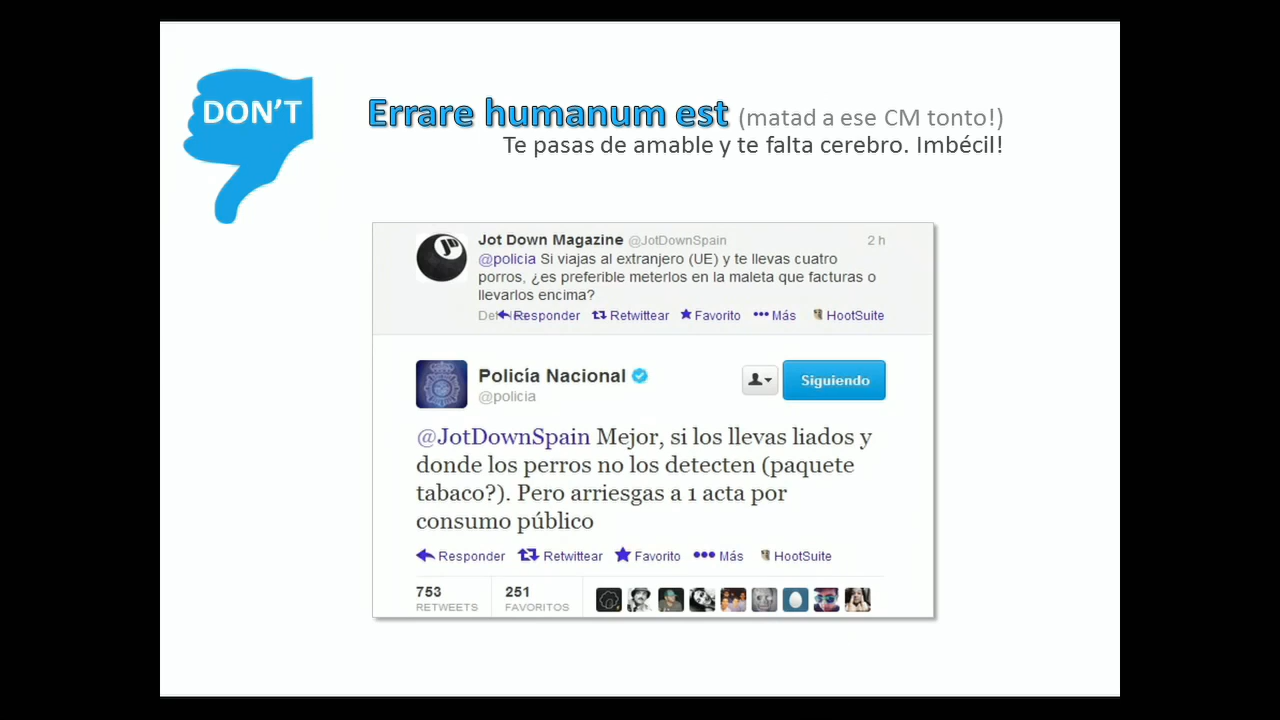 DON'T
Errare humanum est (matad a ese CM tonto!)
Te pasas de amable y te falta cerebro. Imbécil!
Jot Down Magazine @JotDownSpain 2 h
@policia Si viajas al extranjero (UE) y te llevas cuatro
porros, ¿es preferible meterlos en la maleta que facturas o
llevarlos encima?
Responder Retwittear Favorito Más HootSuite
Policía Nacional
@policia
Siguiendo
@JotDownSpain Mejor, si los llevas liados y
donde los perros no los detecten (paquete
tabaco?). Pero arriesgas a 1 acta por
consumo público
Responder Retwittear Favorito Más HootSuite
753 251
RETWEETS FAVORITOS